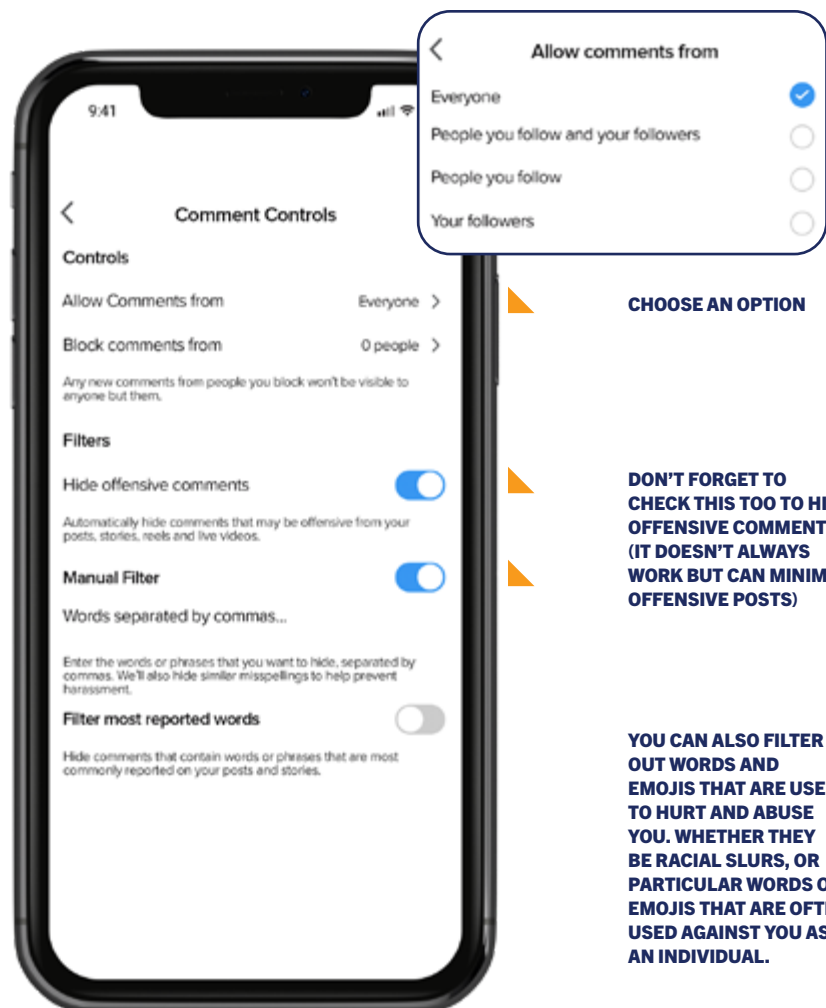 Allow comments from
Everyone
People you follow and your followers
People you follow
Your followers
9:41
Comment Controls
Controls
Allow Comments from Everyone
Block comments from 0 people
Any new comments from people you block won't be visible to
anyone but them.
Filters
Hide offensive comments
Automatically hide comments that may be offensive from your
posts, stories, reels and live videos.
Manual Filter
Words separated by commas...
Enter the words or phrases that you want to hide, separated by
commas. We'll also hide similar misspellings to help prevent
harassment.
Filter most reported words
Hide comments that contain words or phrases that are most
commonly reported on your posts and stories.
CHOOSE AN OPTION
DON'T FORGET TO
CHECK THIS TOO TO
OFFENSIVE
(IT DOESN'T ALWAYS
WORK BUT CAN
OFFENSIVE POSTS)
YOU CAN ALSO FILTER
OUT WORDS AND
EMOJIS THAT ARE
TO HURT AND ABUSE
YOU. WHETHER THEY
BE RACIAL SLURS, OR
PARTICULAR WORDS
EMOJIS THAT ARE
USED AGAINST YOU AS
AN INDIVIDUAL.